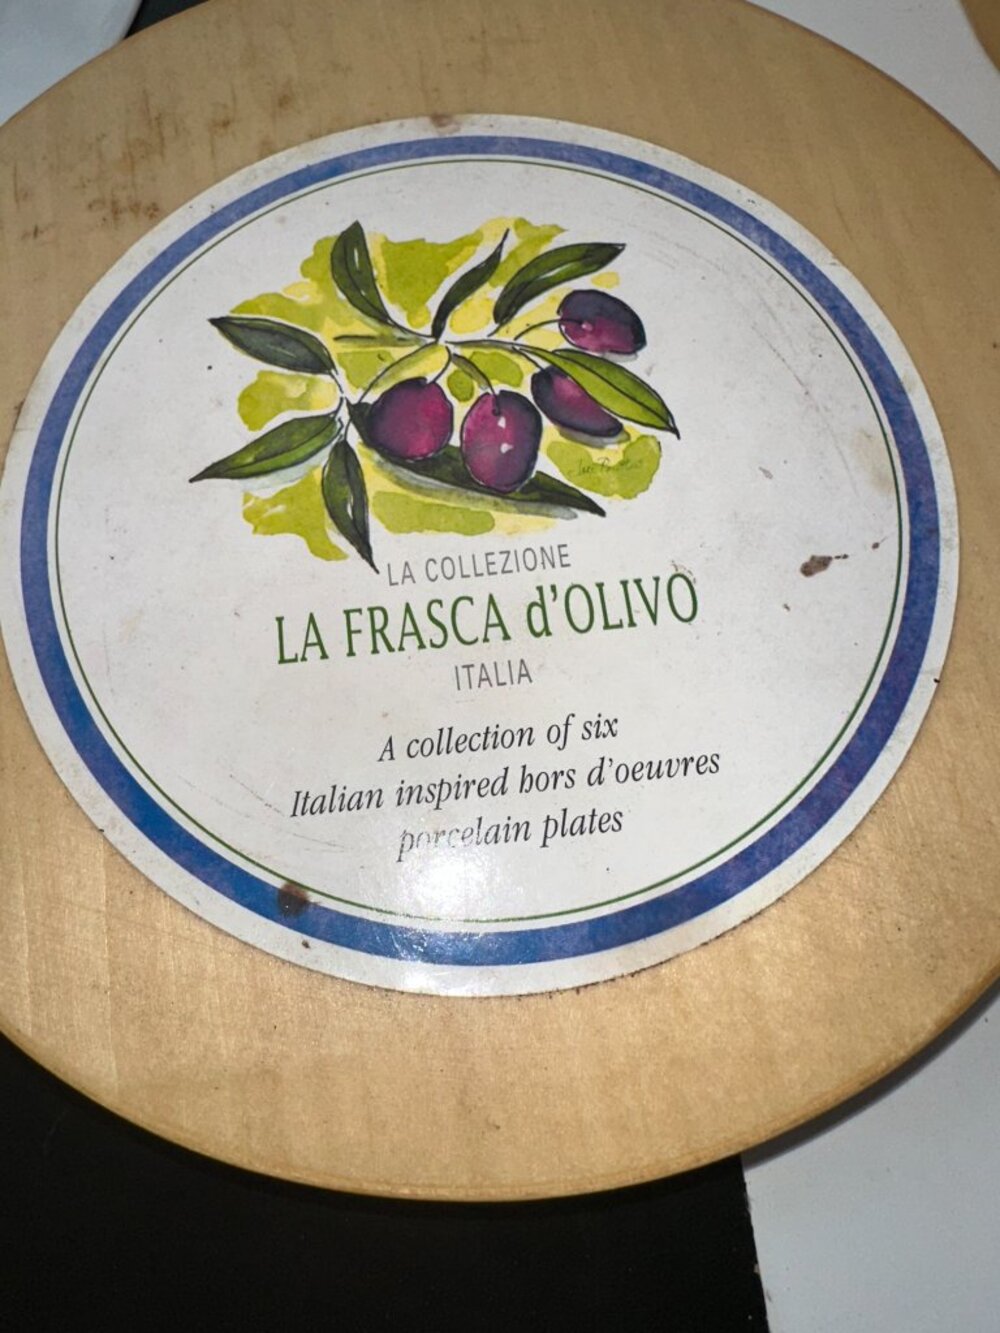 LA COLLEZIONE
LA FRASCA d'OLIVO
ITALIA
A collection of six
Italian inspired hors d'oeuvres
porcelain plates